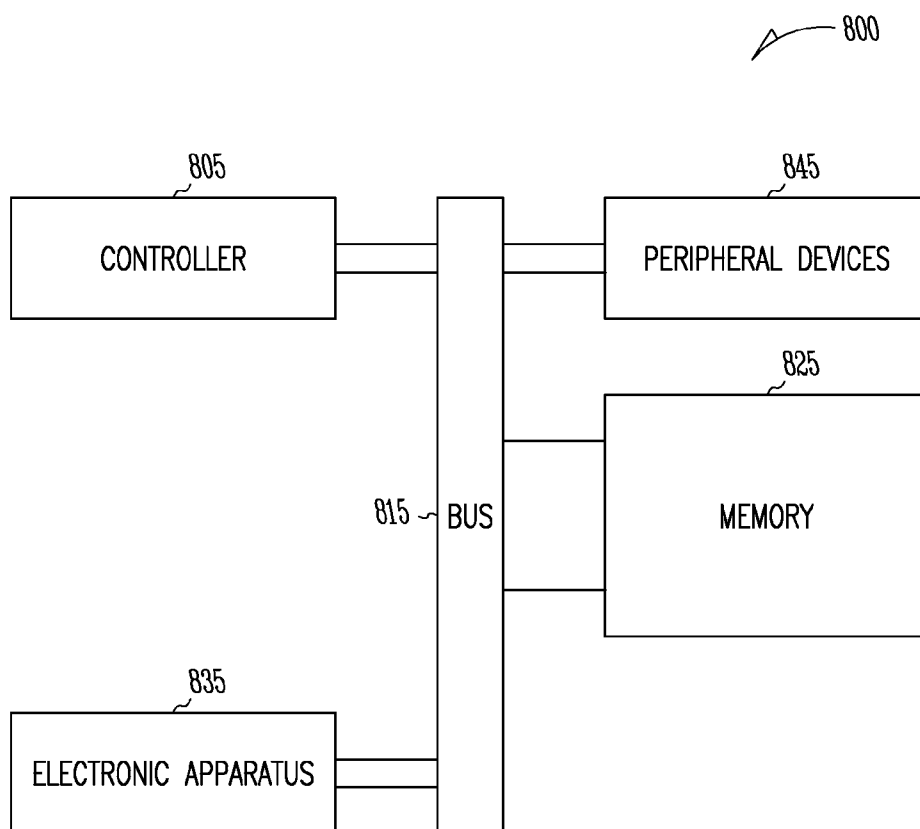 800
805
CONTROLLER
845
PERIPHERAL DEVICES
825
MEMORY
815
BUS
835
ELECTRONIC APPARATUS